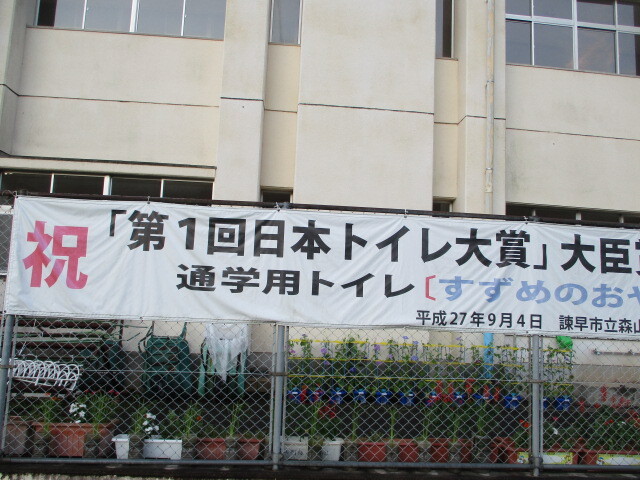 祝 「第1回日本トイレ大賞」大臣
通学用トイレ〔すずめのおや
平成27年9月4日 諫早市立森山